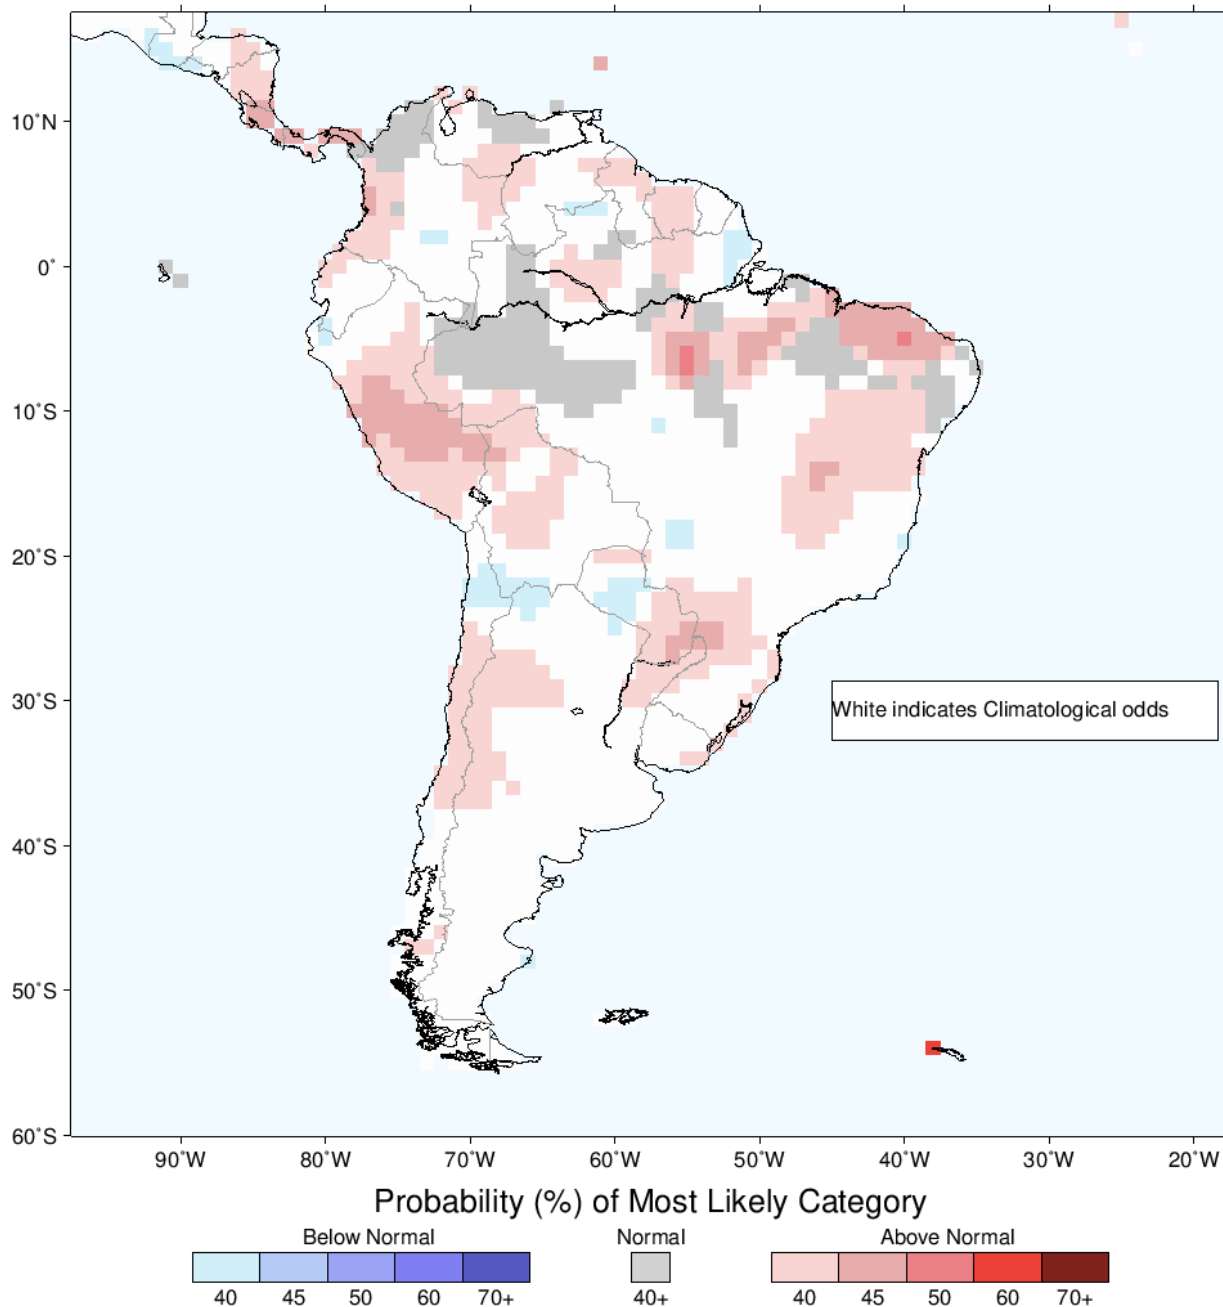 10˚N
0˚
10˚S
20˚S
30˚S
40˚S
50˚S
60˚S
White indicates Climatological odds
90˚W 80˚W 70˚W 60˚W 50˚W 40˚W 30˚W 20˚W
Probability (%) of Most Likely Category
Below Normal Normal Above Normal
40 45 50 60 70+ 40+ 40 45 50 60 70+